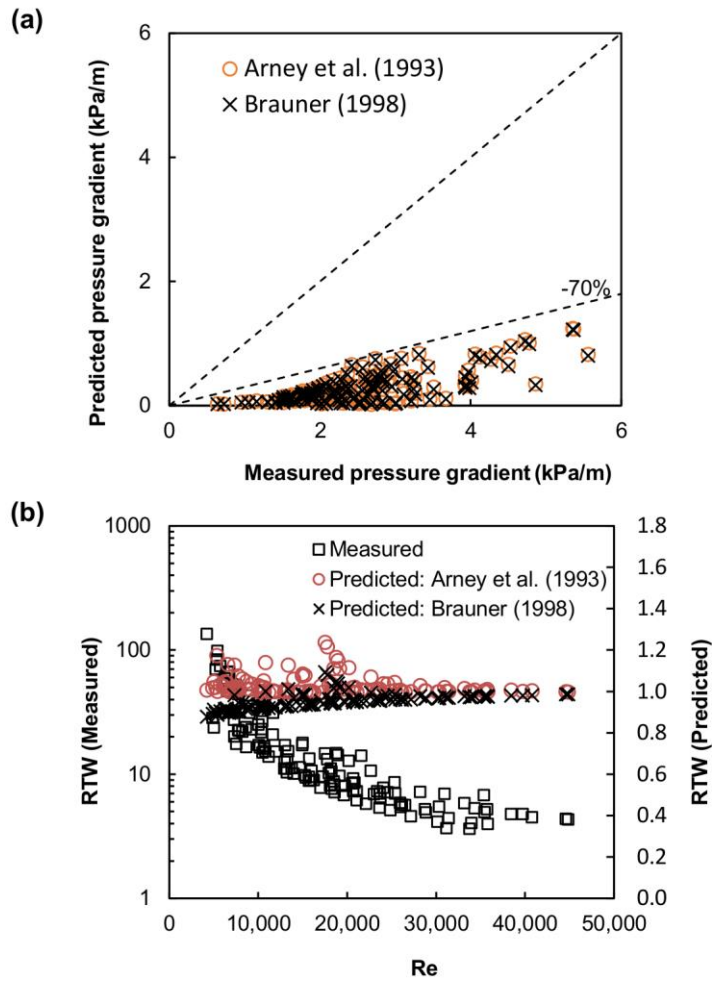 (a)
6
4
2
0
Predicted pressure gradient (kPa/m)
Arney et al. (1993)
Brauner (1998)
-70%
0 2 4 6
Measured pressure gradient (kPa/m)
(b)
1000
100
10
1
RTW (Measured)
Measured
Predicted: Arney et al. (1993)
Predicted: Brauner (1998)
1.8
1.6
1.4
1.2
1.0
0.8
0.6
0.4
0.2
0.0
RTW (Predicted)
0 10,000 20,000 30,000 40,000 50,000
Re